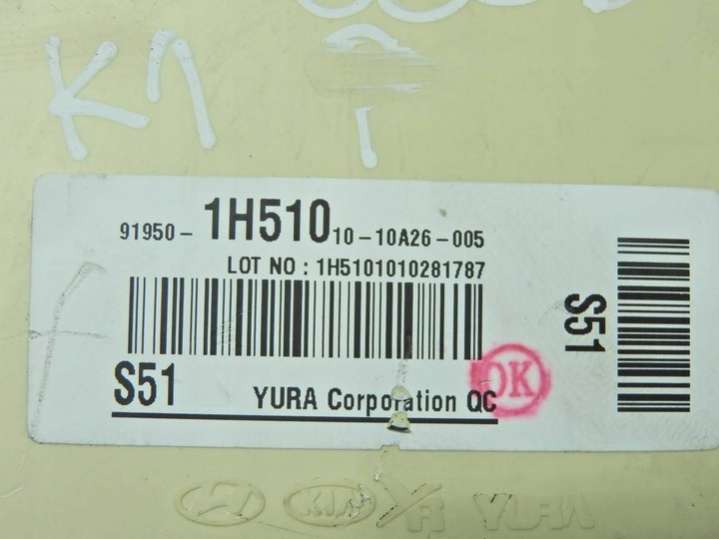 K7
91950- 1H510 10-10A26-005
LOT NO : 1H5101010281787
S51
S51
YURA Corporation QC
OK
KIA YURA